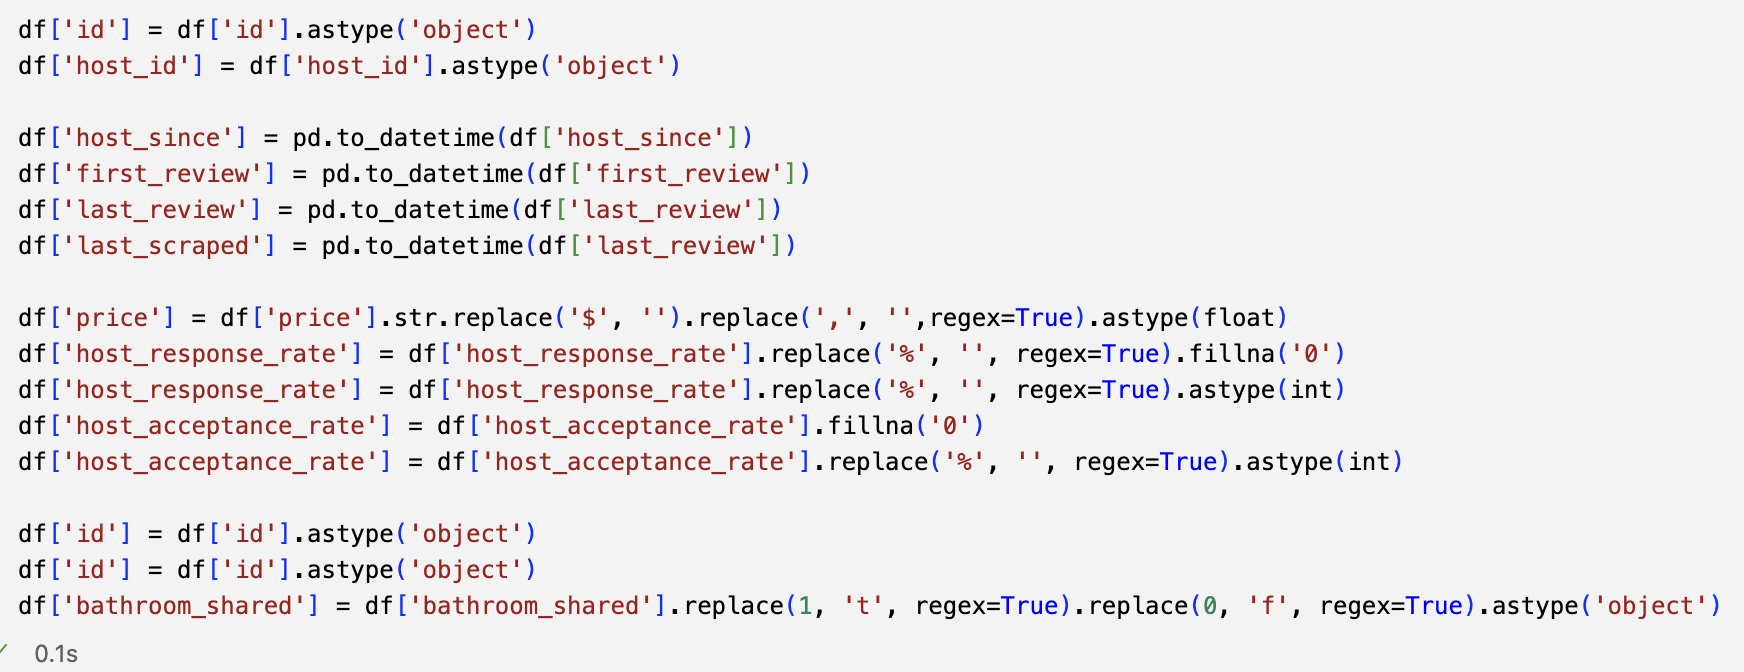 df['id'] = df['id'].astype('object')
df['host_id'] = df['host_id'].astype('object')
df['host_since'] = pd.to_datetime(df['host_since'])
df['first_review'] = pd.to_datetime(df['first_review'])
df['last_review'] = pd.to_datetime(df['last_review'])
df['last_scraped'] = pd.to_datetime(df['last_review'])
df['price'] = df['price'].str.replace('$', '').replace(',', '',regex=True).astype(float)
df['host_response_rate'] = df['host_response_rate'].replace('%', '', regex=True).fillna('0')
df['host_response_rate'] = df['host_response_rate'].replace('%', '', regex=True).astype(int)
df['host_acceptance_rate'] = df['host_acceptance_rate'].fillna('0')
df['host_acceptance_rate'] = df['host_acceptance_rate'].replace('%', '', regex=True).astype(int)
df['id'] = df['id'].astype('object')
df['id'] = df['id'].astype('object')
df['bathroom_shared'] = df['bathroom_shared'].replace(1, 't', regex=True).replace(0, 'f', regex=True).astype('object')
0.1s